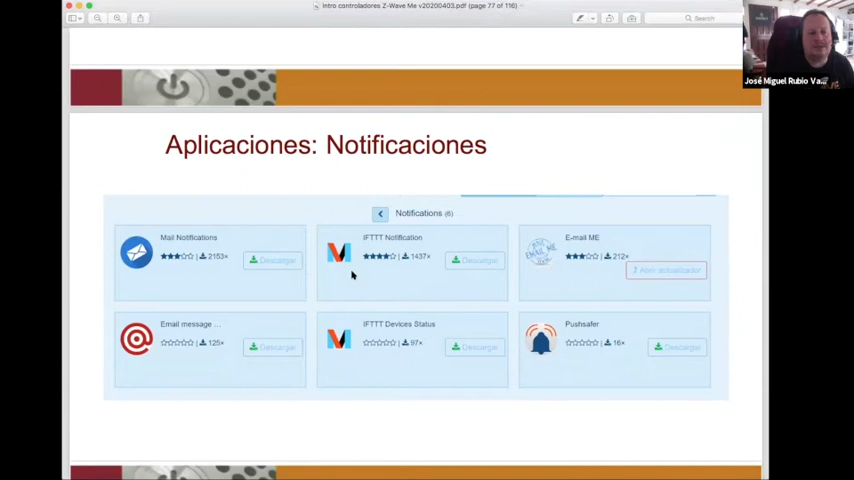 Intro controladores Z-Wave Me v20200403.pdf (page 77 of 116)
Search
José Miguel Rubio Va...
Aplicaciones: Notificaciones
Notifications (6)
Mail Notifications
2153×
Descargar
IFTTT Notification
1437×
Descargar
E-mail ME
212×
Abrir actualizador
Email message ...
125×
Descargar
IFTTT Devices Status
97×
Descargar
Pushsafer
16×
Descargar